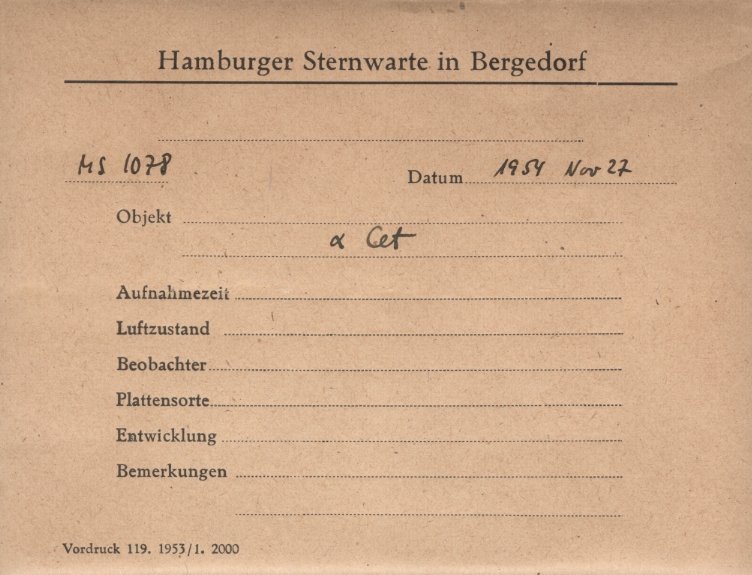 Hamburger Sternwarte in Bergedorf
MS 1078 Datum 1954 Nov 27
Objekt
α Cet
Aufnahmezeit
Luftzustand
Beobachter
Plattensorte
Entwicklung
Bemerkungen
Vordruck 119. 1953/1. 2000